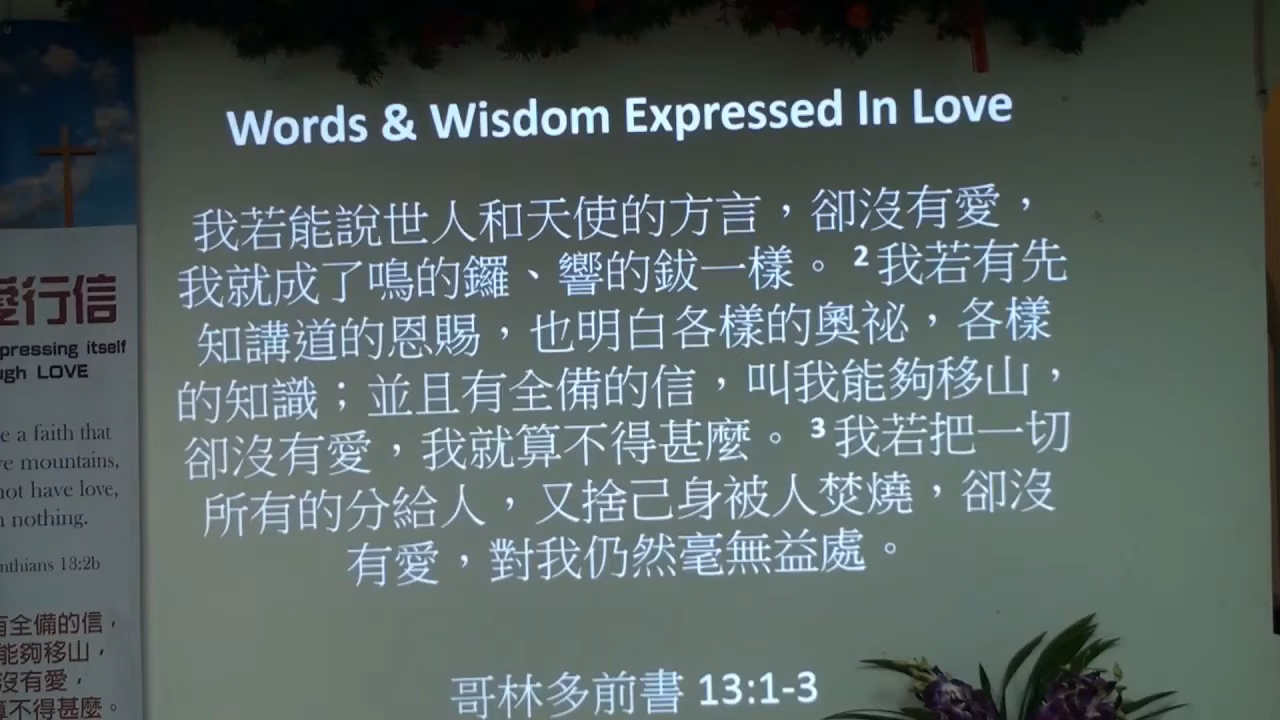 Words & Wisdom Expressed In Love
我若能說世人和天使的方言，卻沒有愛，
我就成了鳴的鑼、響的鈸一樣。 2 我若有先
知講道的恩賜，也明白各樣的奧祕，各樣
的知識；並且有全備的信，叫我能夠移山，
卻沒有愛，我就算不得甚麼。 3 我若把一切
所有的分給人，又捨己身被人焚燒，卻沒
有愛，對我仍然毫無益處。
哥林多前書 13:1-3
愛行信
pressing itself
ugh LOVE
e a faith that
ve mountains,
not have love,
n nothing.
nthians 13:2b
有全備的信，
能夠移山，
沒有愛，
算不得甚麼。